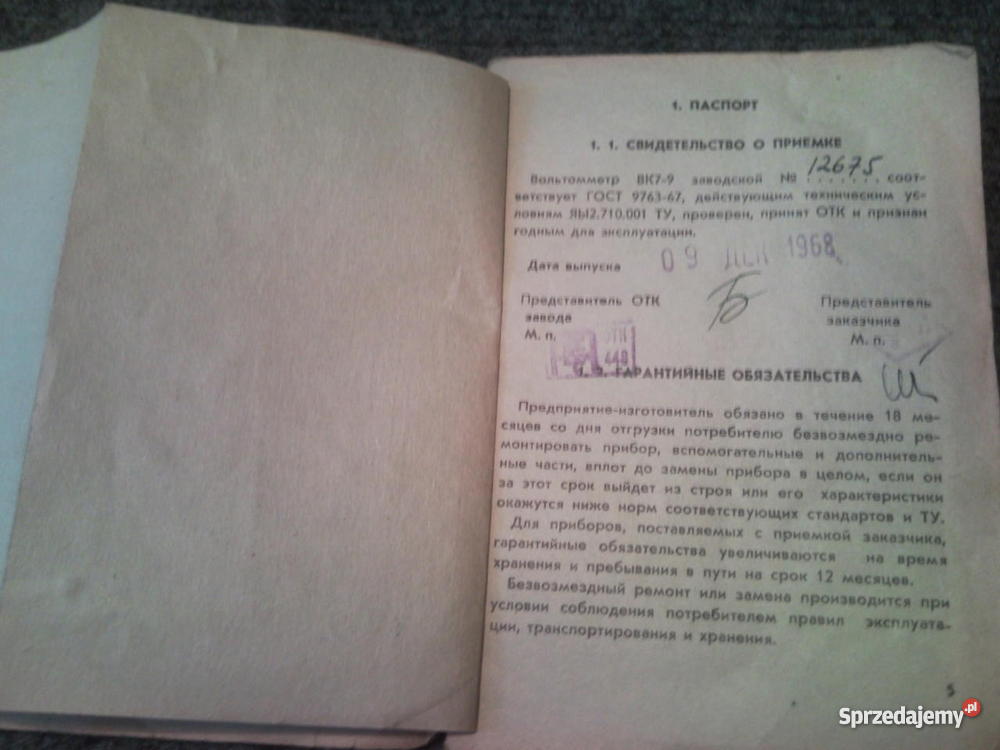 1. ПАСПОРТ
1. 1. СВИДЕТЕЛЬСТВО О ПРИЕМКЕ
Вольтомметр ВК7-9 заводской № 12675 соот-
ветствует ГОСТ 9763-67, действующим техническим ус-
ловиям ЯЫ2.710.001 ТУ, проверен, принят ОТК и признан
годным для эксплуатации.
Дата выпуска 09 ДЕК 1968
Представитель ОТК Представитель
завода заказчика
М. п. М. п.
ОТК
448
ГАРАНТИЙНЫЕ ОБЯЗАТЕЛЬСТВА
Предприятие-изготовитель обязано в течение 18 ме-
сяцев со дня отгрузки потребителю безвозмездно ре-
монтировать прибор, вспомогательные и дополнитель-
ные части, вплот до замены прибора в целом, если он
за этот срок выйдет из строя или его характеристики
окажутся ниже норм соответствующих стандартов и ТУ.
Для приборов, поставляемых с приемкой заказчика,
гарантийные обязательства увеличиваются на время
хранения и пребывания в пути на срок 12 месяцев.
Безвозмездный ремонт или замена производится при
условии соблюдения потребителем правил эксплуата-
ции, транспортирования и хранения.
5
Sprzedajemy.pl